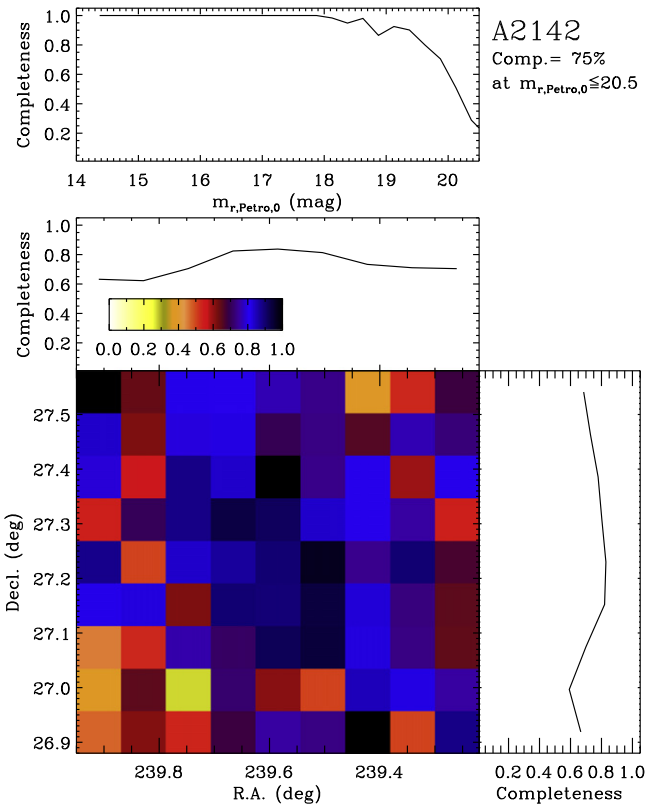 A2142
Comp.= 75%
at m_r,Petro,0≦20.5
Completeness
1.0
0.8
0.6
0.4
0.2
14 15 16 17 18 19 20
m_r,Petro,0 (mag)
Completeness
1.0
0.8
0.6
0.4
0.2
0.0 0.2 0.4 0.6 0.8 1.0
Decl. (deg)
27.5
27.4
27.3
27.2
27.1
27.0
26.9
239.8 239.6 239.4
R.A. (deg)
0.2 0.4 0.6 0.8 1.0
Completeness